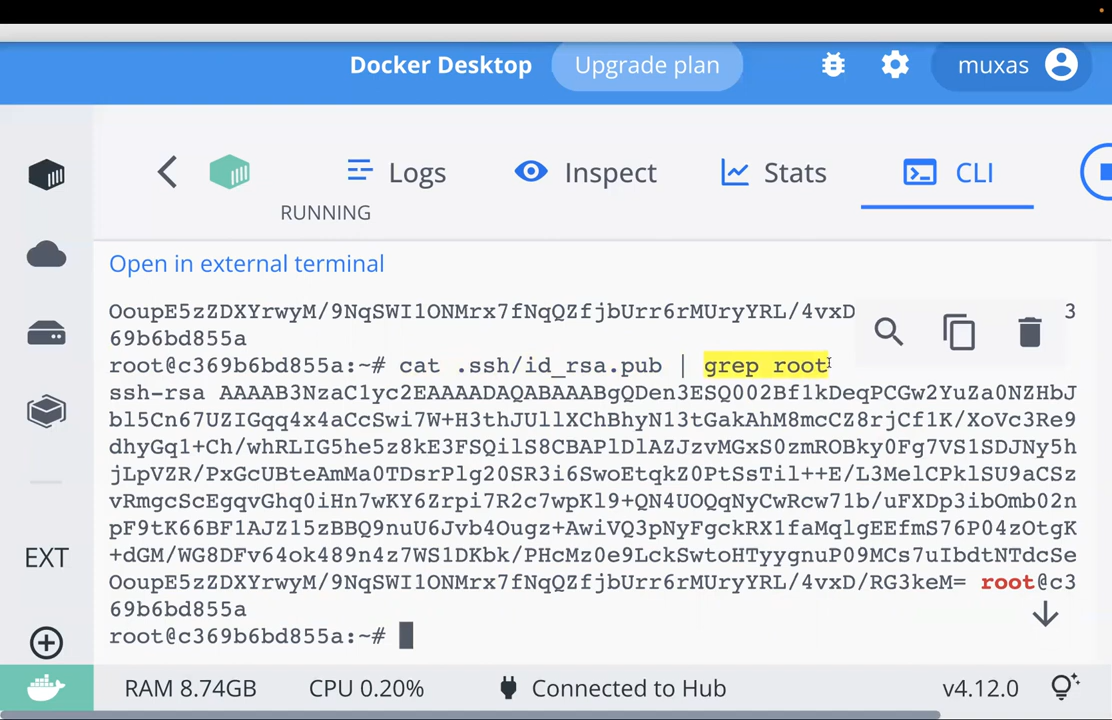 Docker Desktop
Upgrade plan
muxas
Logs
Inspect
Stats
CLI
RUNNING
Open in external terminal
OoupE5zZDXYrwyM/9NqSWI1ONMrx7fNqQZfjbUrr6rMUryYRL/4vxD 3
69b6bd855a
root@c369b6bd855a:~# cat .ssh/id_rsa.pub | grep root
ssh-rsa AAAAB3NzaC1yc2EAAAADAQABAAABgQDen3ESQ002Bf1kDeqPCGw2YuZa0NZHbJ
bl5Cn67UZIGqq4x4aCcSwi7W+H3thJUllXChBhyN13tGakAhM8mcCZ8rjCf1K/XoVc3Re9
dhyGq1+Ch/whRLIG5he5z8kE3FSQilS8CBAPlDlAZJzvMGxS0zmROBky0Fg7VS1SDJNy5h
jLpVZR/PxGcUBteAmMa0TDsrPlg20SR3i6SwoEtqkZ0PtSsTil++E/L3MelCPklSU9aCSz
vRmgcScEgqvGhq0iHn7wKY6Zrpi7R2c7wpKl9+QN4UOQqNyCwRcw71b/uFXDp3ibOmb02n
pF9tK66BF1AJZ15zBBQ9nuU6Jvb4Ougz+AwiVQ3pNyFgckRX1faMqlgEEfmS76P04zOtgK
+dGM/WG8DFv64ok489n4z7WS1DKbk/PHcMz0e9LckSwtoHTyygnuP09MCs7uIbdtNTdcSe
OoupE5zZDXYrwyM/9NqSWI1ONMrx7fNqQZfjbUrr6rMUryYRL/4vxD/RG3keM= root@c3
69b6bd855a
root@c369b6bd855a:~#
EXT
RAM 8.74GB
CPU 0.20%
Connected to Hub
v4.12.0